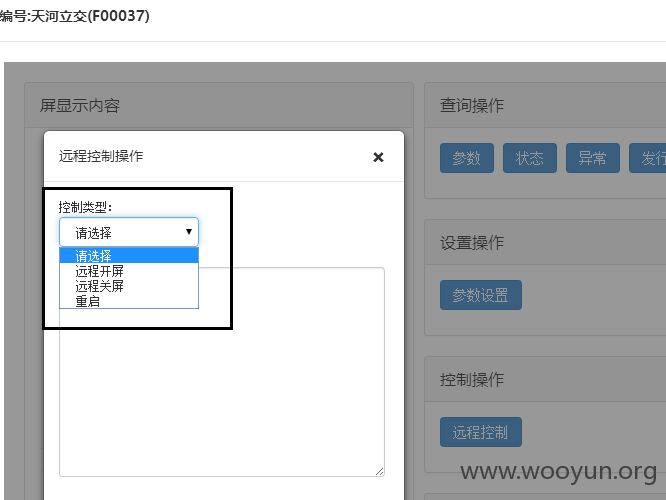 编号:天河立交(F00037)
屏显示内容
查询操作
远程控制操作
×
参数
状态
异常
发行
控制类型:
请选择
请选择
远程开屏
远程关屏
重启
设置操作
参数设置
控制操作
远程控制
www.wooyun.org